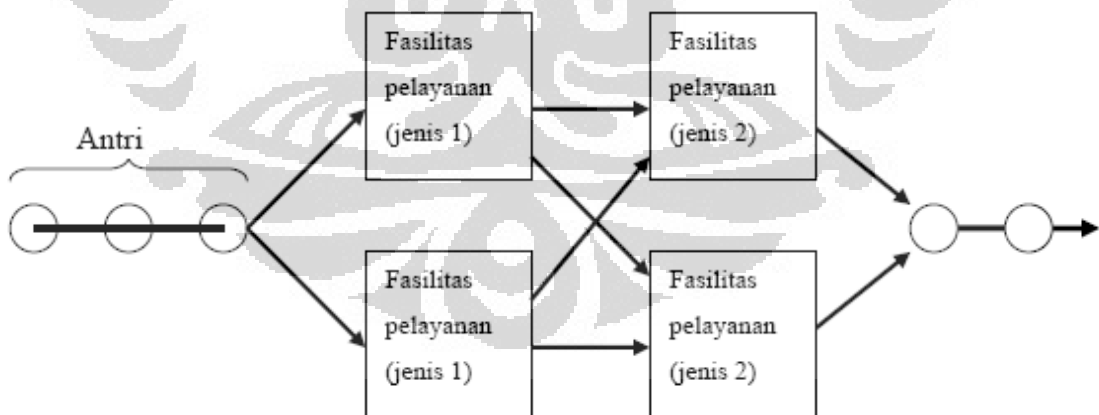 Fasilitas
pelayanan
(jenis 1)
Fasilitas
pelayanan
(jenis 2)
Antri
Fasilitas
pelayanan
(jenis 1)
Fasilitas
pelayanan
(jenis 2)